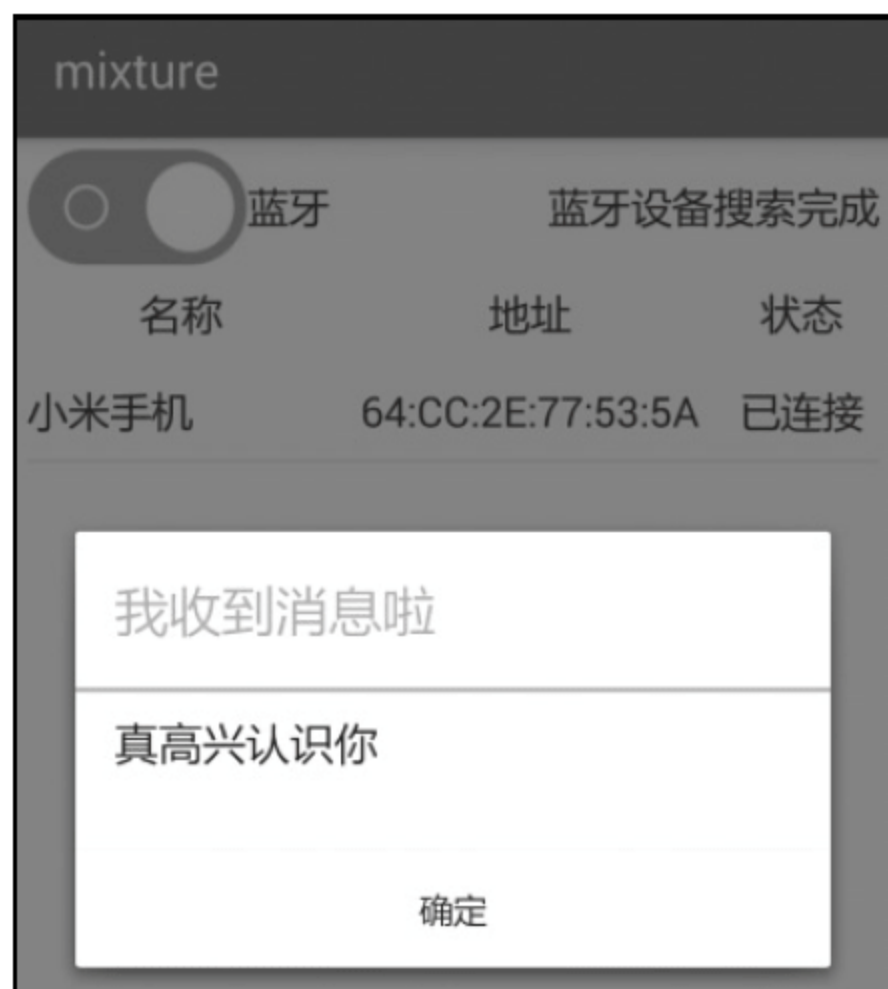 mixture
蓝牙 蓝牙设备搜索完成
名称 地址 状态
小米手机 64:CC:2E:77:53:5A 已连接
我收到消息啦
真高兴认识你
确定